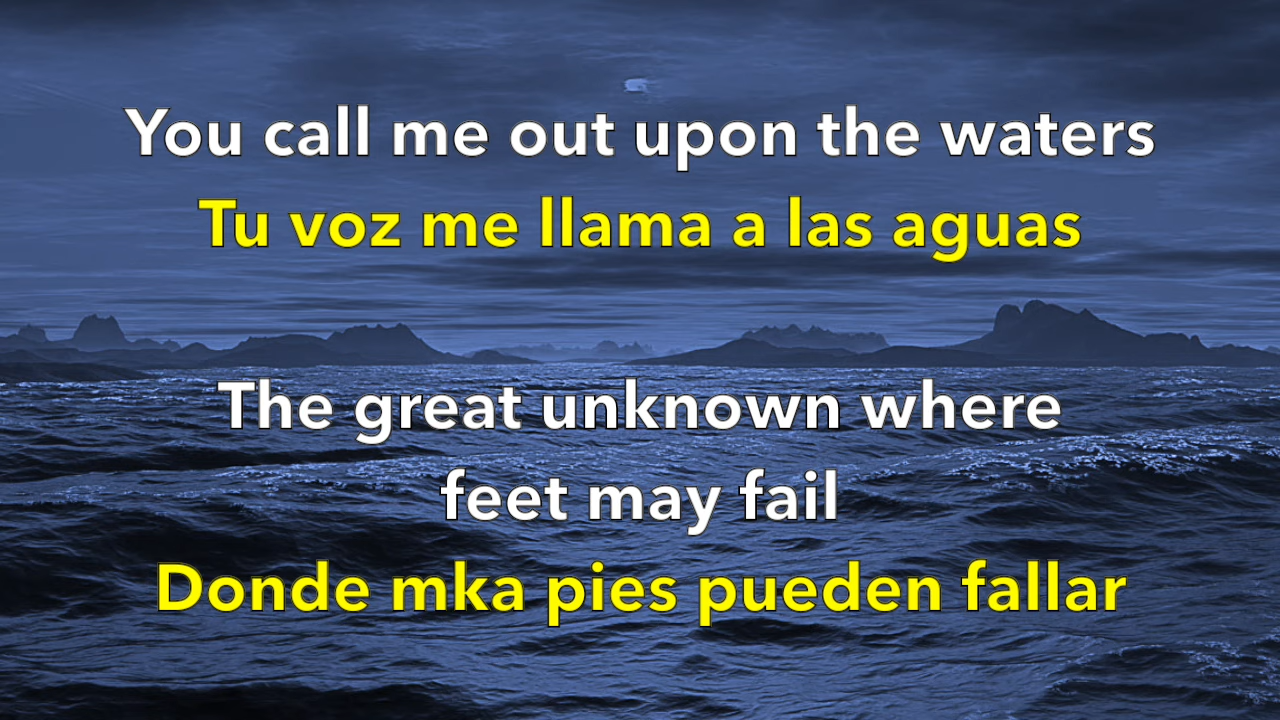 You call me out upon the waters
Tu voz me llama a las aguas
The great unknown where
feet may fail
Donde mka pies pueden fallar